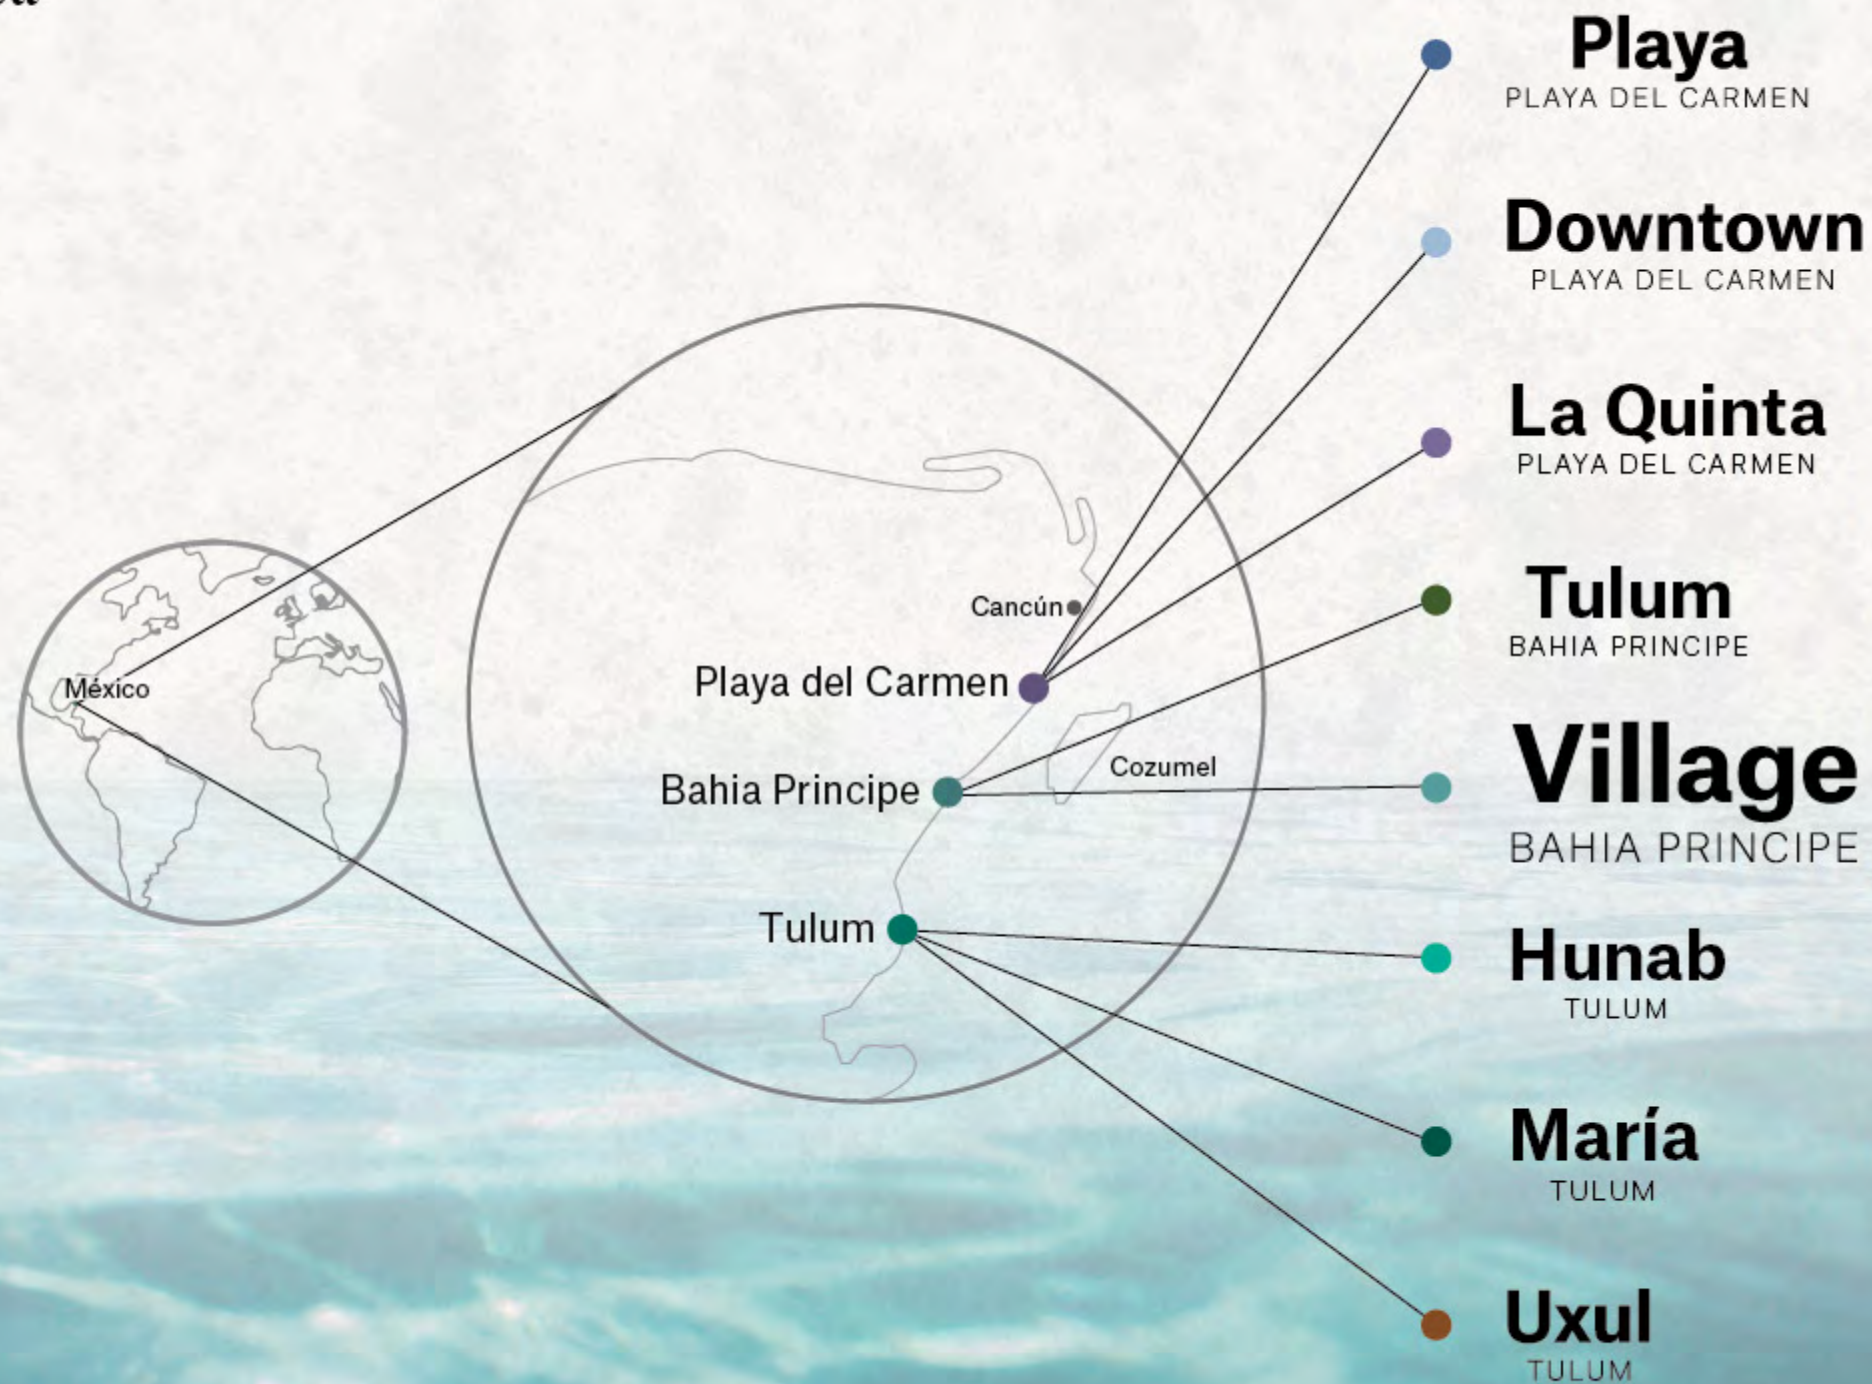 Playa
PLAYA DEL CARMEN
Downtown
PLAYA DEL CARMEN
La Quinta
PLAYA DEL CARMEN
Tulum
BAHIA PRINCIPE
Village
BAHIA PRINCIPE
Hunab
TULUM
María
TULUM
Uxul
TULUM
México
Cancún
Playa del Carmen
Cozumel
Bahia Principe
Tulum